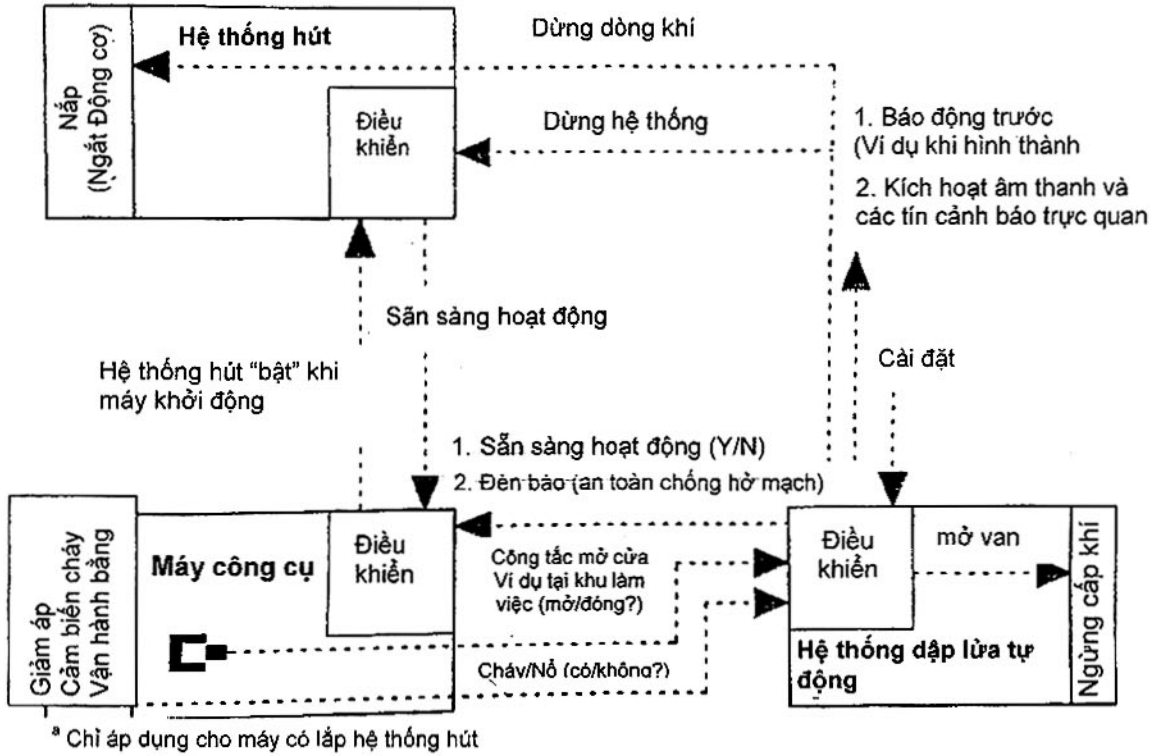 Hệ thống hút
Dừng dòng khí
Nắp
(Ngắt Động cơ)
Điều
khiển
Dừng hệ thống
1. Báo động trước
(Ví dụ khi hình thành
2. Kích hoạt âm thanh và
các tín cảnh báo trực quan
Sẵn sàng hoạt động
Hệ thống hút “bật” khi
máy khởi động
Cài đặt
1. Sẵn sàng hoạt động (Y/N)
2. Đèn báo (an toàn chống hở mạch)
Giảm áp
Cảm biến cháy
Vận hành bằng
Máy công cụ
Điều
khiển
Công tắc mở cửa
Ví dụ tại khu làm
việc (mở/đóng?)
Cháy/Nổ (có/không?)
Điều
khiển
mở van
Ngừng cấp khí
Hệ thống dập lửa tự
động
ᵃ Chỉ áp dụng cho máy có lắp hệ thống hút